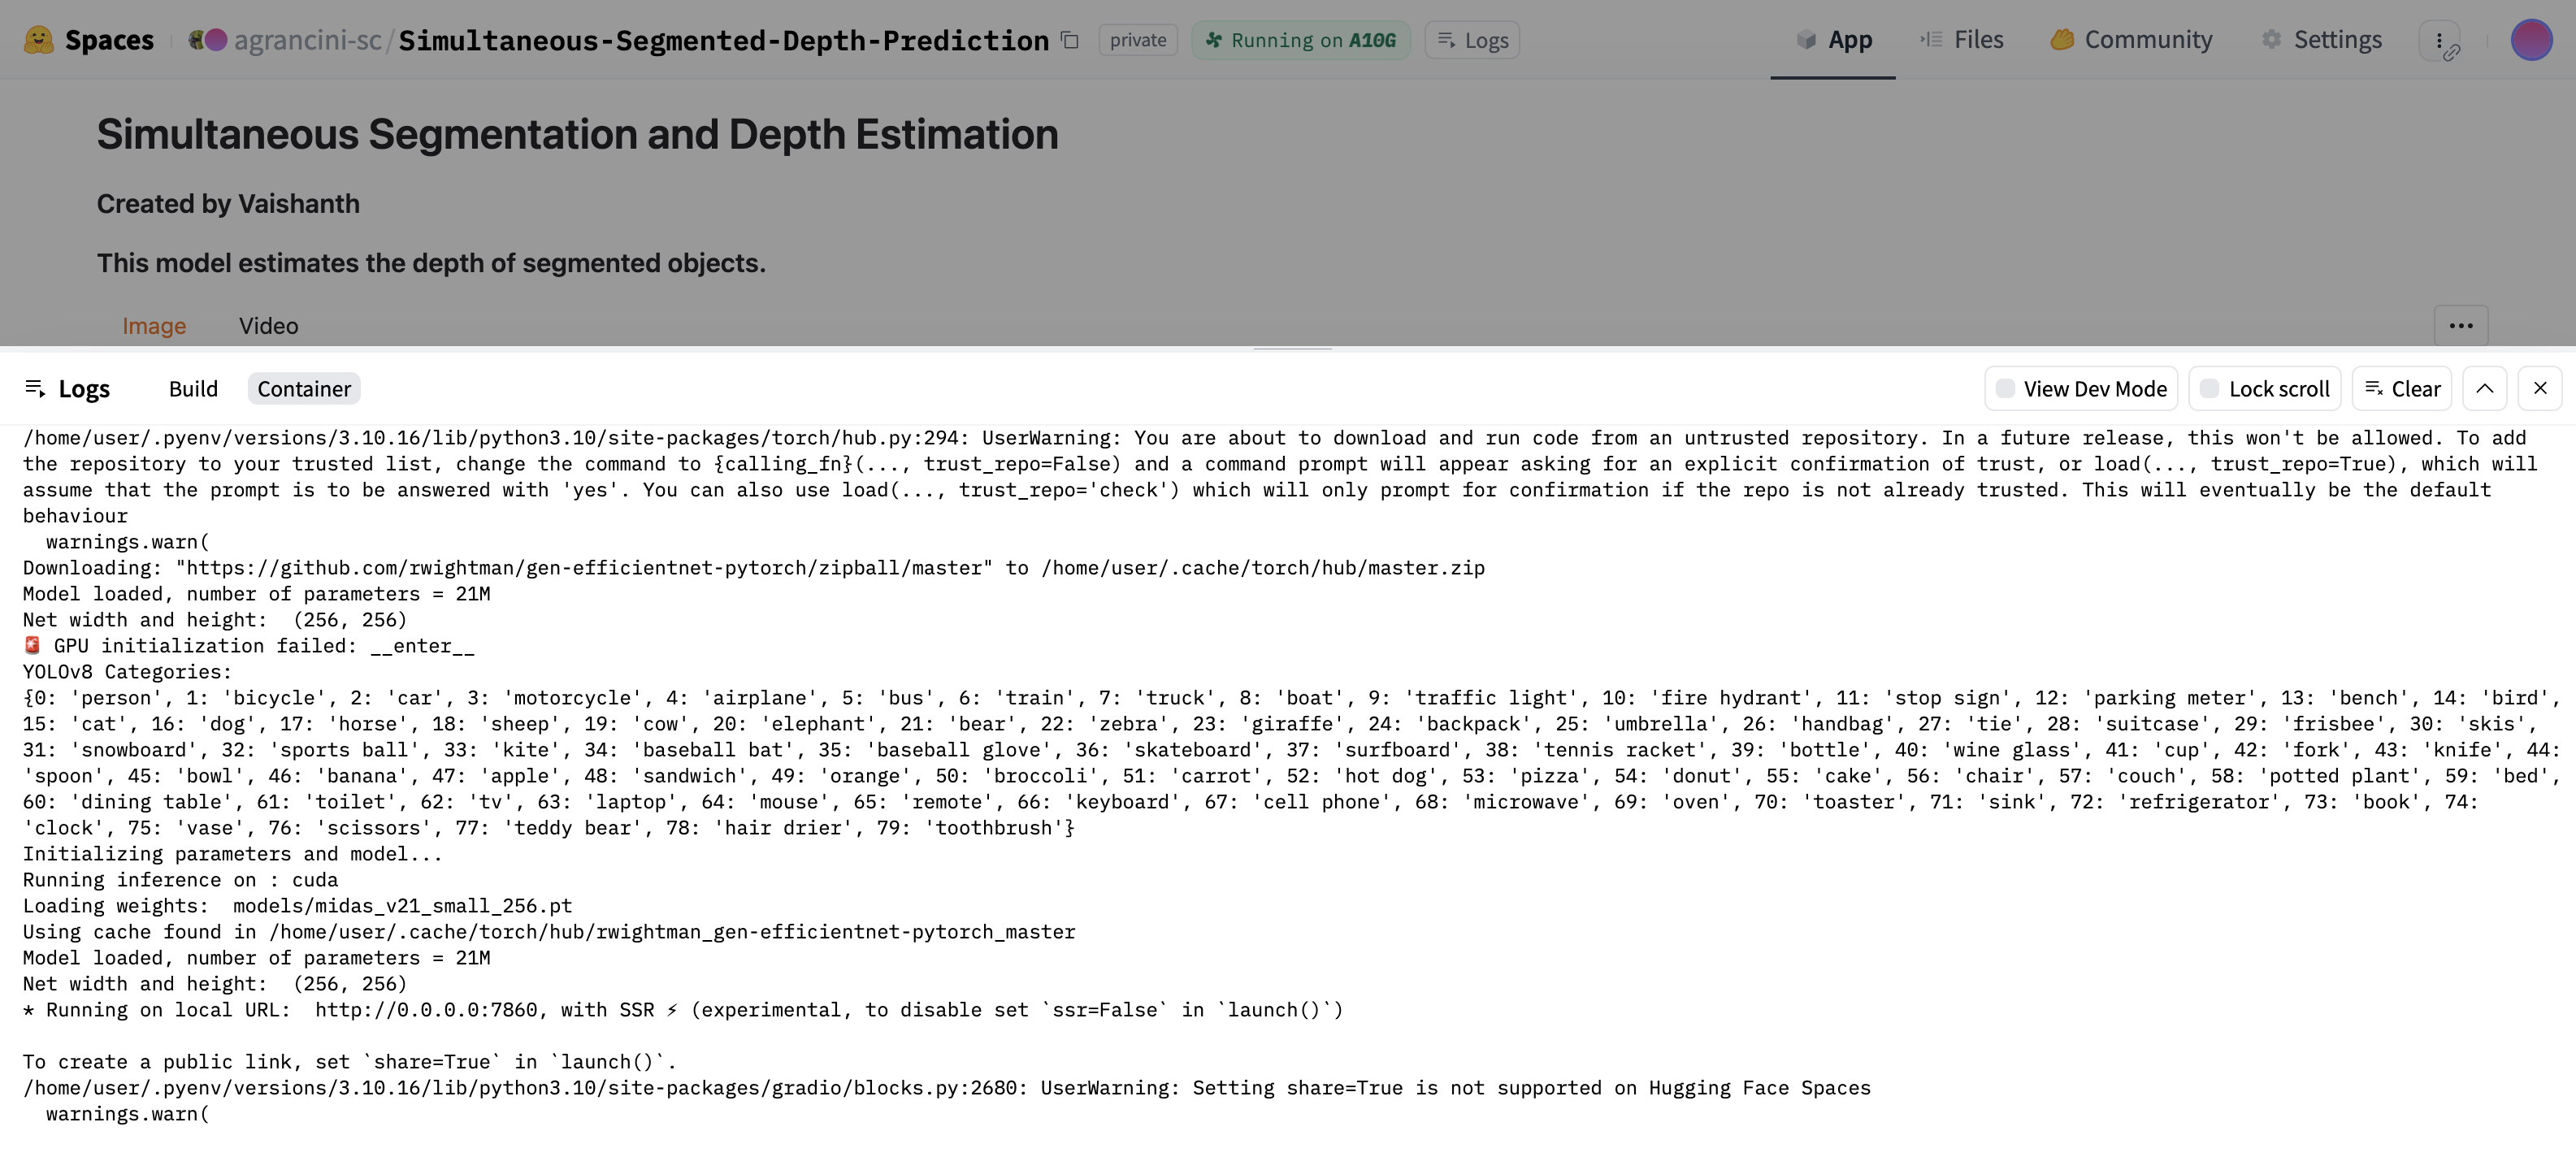 Spaces agrancini-sc/Simultaneous-Segmented-Depth-Prediction private Running on A10G Logs App Files Community Settings
Simultaneous Segmentation and Depth Estimation
Created by Vaishanth
This model estimates the depth of segmented objects.
Image Video
Logs Build Container View Dev Mode Lock scroll Clear
/home/user/.pyenv/versions/3.10.16/lib/python3.10/site-packages/torch/hub.py:294: UserWarning: You are about to download and run code from an untrusted repository. In a future release, this won't be allowed. To add
the repository to your trusted list, change the command to {calling_fn}(..., trust_repo=False) and a command prompt will appear asking for an explicit confirmation of trust, or load(..., trust_repo=True), which will
assume that the prompt is to be answered with 'yes'. You can also use load(..., trust_repo='check') which will only prompt for confirmation if the repo is not already trusted. This will eventually be the default
behaviour
  warnings.warn(
Downloading: "https://github.com/rwightman/gen-efficientnet-pytorch/zipball/master" to /home/user/.cache/torch/hub/master.zip
Model loaded, number of parameters = 21M
Net width and height:  (256, 256)
🚨 GPU initialization failed: __enter__
YOLOv8 Categories:
{0: 'person', 1: 'bicycle', 2: 'car', 3: 'motorcycle', 4: 'airplane', 5: 'bus', 6: 'train', 7: 'truck', 8: 'boat', 9: 'traffic light', 10: 'fire hydrant', 11: 'stop sign', 12: 'parking meter', 13: 'bench', 14: 'bird',
15: 'cat', 16: 'dog', 17: 'horse', 18: 'sheep', 19: 'cow', 20: 'elephant', 21: 'bear', 22: 'zebra', 23: 'giraffe', 24: 'backpack', 25: 'umbrella', 26: 'handbag', 27: 'tie', 28: 'suitcase', 29: 'frisbee', 30: 'skis',
31: 'snowboard', 32: 'sports ball', 33: 'kite', 34: 'baseball bat', 35: 'baseball glove', 36: 'skateboard', 37: 'surfboard', 38: 'tennis racket', 39: 'bottle', 40: 'wine glass', 41: 'cup', 42: 'fork', 43: 'knife', 44:
'spoon', 45: 'bowl', 46: 'banana', 47: 'apple', 48: 'sandwich', 49: 'orange', 50: 'broccoli', 51: 'carrot', 52: 'hot dog', 53: 'pizza', 54: 'donut', 55: 'cake', 56: 'chair', 57: 'couch', 58: 'potted plant', 59: 'bed',
60: 'dining table', 61: 'toilet', 62: 'tv', 63: 'laptop', 64: 'mouse', 65: 'remote', 66: 'keyboard', 67: 'cell phone', 68: 'microwave', 69: 'oven', 70: 'toaster', 71: 'sink', 72: 'refrigerator', 73: 'book', 74:
'clock', 75: 'vase', 76: 'scissors', 77: 'teddy bear', 78: 'hair drier', 79: 'toothbrush'}
Initializing parameters and model...
Running inference on : cuda
Loading weights:  models/midas_v21_small_256.pt
Using cache found in /home/user/.cache/torch/hub/rwightman_gen-efficientnet-pytorch_master
Model loaded, number of parameters = 21M
Net width and height:  (256, 256)
* Running on local URL:  http://0.0.0.0:7860, with SSR ⚡ (experimental, to disable set `ssr=False` in `launch()`)
To create a public link, set `share=True` in `launch()`.
/home/user/.pyenv/versions/3.10.16/lib/python3.10/site-packages/gradio/blocks.py:2680: UserWarning: Setting share=True is not supported on Hugging Face Spaces
  warnings.warn(